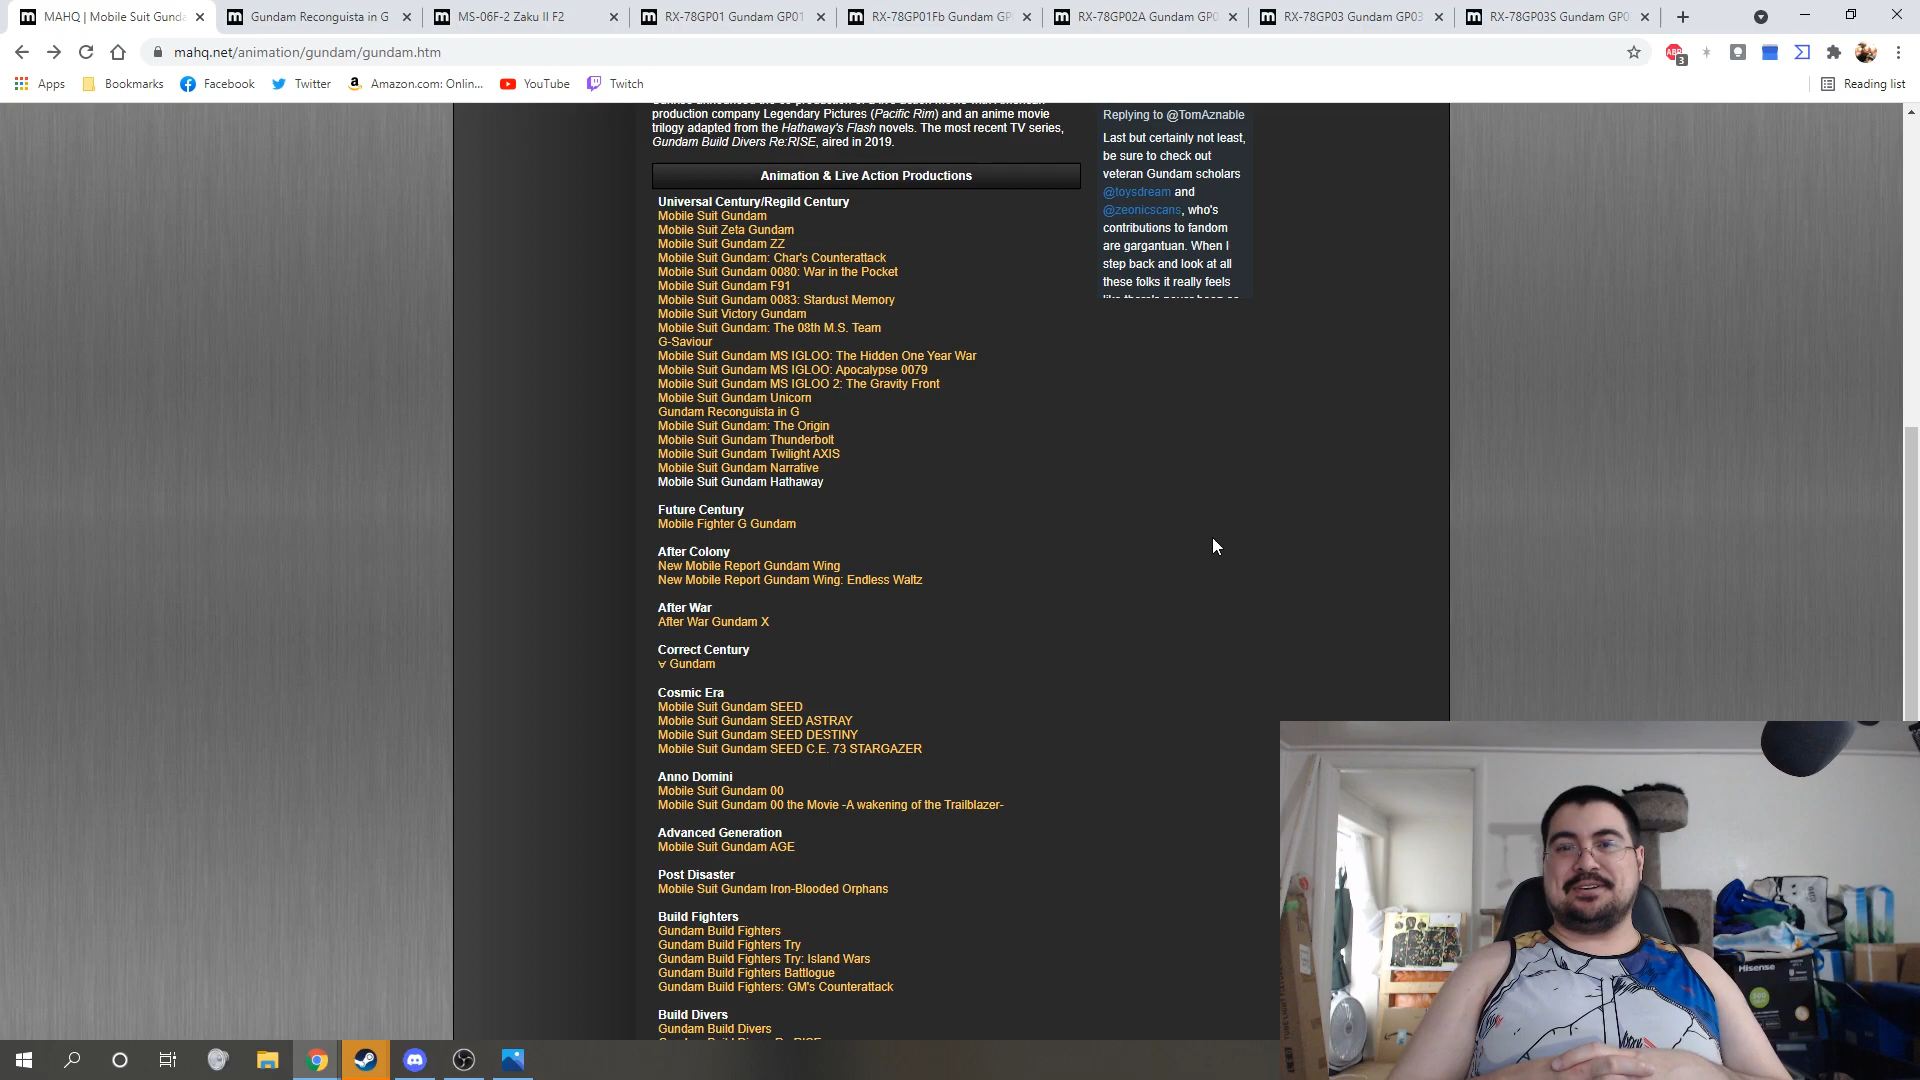 MAHQ | Mobile Suit Gunda
Gundam Reconguista in G
MS-06F-2 Zaku II F2
RX-78GP01 Gundam GP01
RX-78GP01Fb Gundam GP
RX-78GP02A Gundam GP0
RX-78GP03 Gundam GP03
RX-78GP03S Gundam GP0
mahq.net/animation/gundam/gundam.htm
ABP
3
Apps
Bookmarks
Facebook
Twitter
Amazon.com: Onlin...
YouTube
Twitch
Reading list
production company Legendary Pictures (Pacific Rim) and an anime movie
trilogy adapted from the Hathaway's Flash novels. The most recent TV series,
Gundam Build Divers Re:RISE, aired in 2019.
Animation & Live Action Productions
Universal Century/Regild Century
Mobile Suit Gundam
Mobile Suit Zeta Gundam
Mobile Suit Gundam ZZ
Mobile Suit Gundam: Char's Counterattack
Mobile Suit Gundam 0080: War in the Pocket
Mobile Suit Gundam F91
Mobile Suit Gundam 0083: Stardust Memory
Mobile Suit Victory Gundam
Mobile Suit Gundam: The 08th M.S. Team
G-Saviour
Mobile Suit Gundam MS IGLOO: The Hidden One Year War
Mobile Suit Gundam MS IGLOO: Apocalypse 0079
Mobile Suit Gundam MS IGLOO 2: The Gravity Front
Mobile Suit Gundam Unicorn
Gundam Reconguista in G
Mobile Suit Gundam: The Origin
Mobile Suit Gundam Thunderbolt
Mobile Suit Gundam Twilight AXIS
Mobile Suit Gundam Narrative
Mobile Suit Gundam Hathaway
Future Century
Mobile Fighter G Gundam
After Colony
New Mobile Report Gundam Wing
New Mobile Report Gundam Wing: Endless Waltz
After War
After War Gundam X
Correct Century
∀ Gundam
Cosmic Era
Mobile Suit Gundam SEED
Mobile Suit Gundam SEED ASTRAY
Mobile Suit Gundam SEED DESTINY
Mobile Suit Gundam SEED C.E. 73 STARGAZER
Anno Domini
Mobile Suit Gundam 00
Mobile Suit Gundam 00 the Movie -A wakening of the Trailblazer-
Advanced Generation
Mobile Suit Gundam AGE
Post Disaster
Mobile Suit Gundam Iron-Blooded Orphans
Build Fighters
Gundam Build Fighters
Gundam Build Fighters Try
Gundam Build Fighters Try: Island Wars
Gundam Build Fighters Battlogue
Gundam Build Fighters: GM's Counterattack
Build Divers
Gundam Build Divers
Replying to @TomAznable
Last but certainly not least,
be sure to check out
veteran Gundam scholars
@toysdream and
@zeonicscans, who's
contributions to fandom
are gargantuan. When I
step back and look at all
these folks it really feels
Hisense